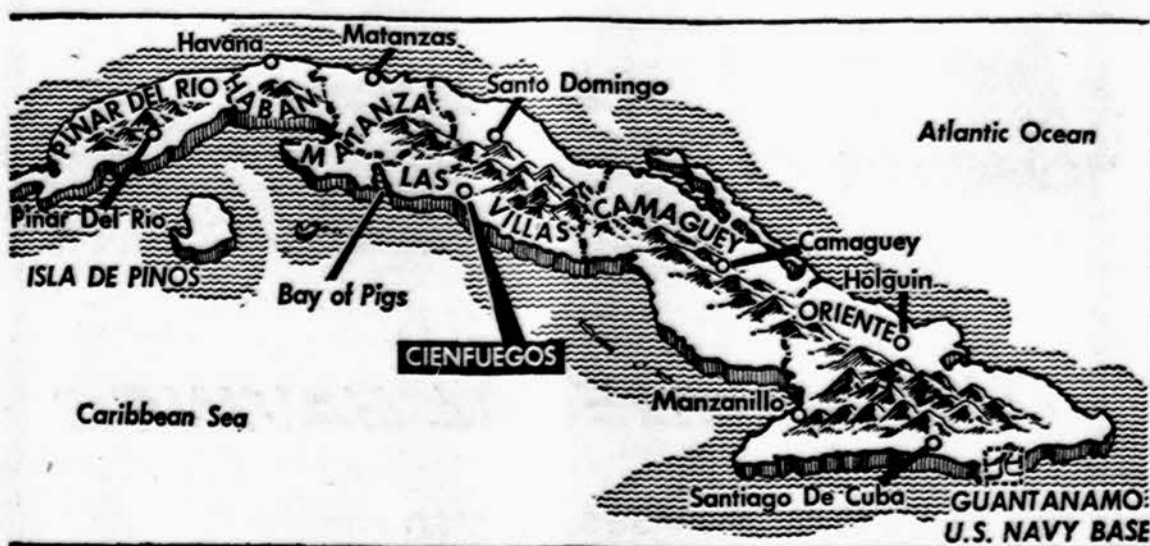 Havana
Matanzas
Santo Domingo
Atlantic Ocean
PINAR DEL RIO
HABAN
MATANZA
LAS
VILLAS
CAMAGUEY
ORIENTE
Pinar Del Rio
ISLA DE PINOS
Bay of Pigs
CIENFUEGOS
Camaguey
Holguin
Caribbean Sea
Manzanillo
Santiago De Cuba
GUANTANAMO
U.S. NAVY BASE